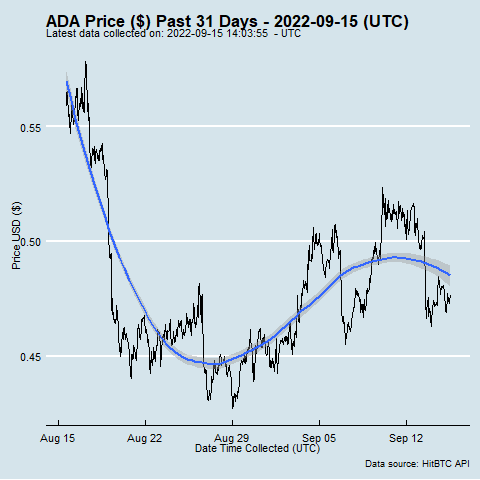 ADA Price ($) Past 31 Days - 2022-09-15 (UTC)
Latest data collected on: 2022-09-15 14:03:55 - UTC
0.55
0.50
0.45
Price USD ($)
Aug 15 Aug 22 Aug 29 Sep 05 Sep 12
Date Time Collected (UTC)
Data source: HitBTC API